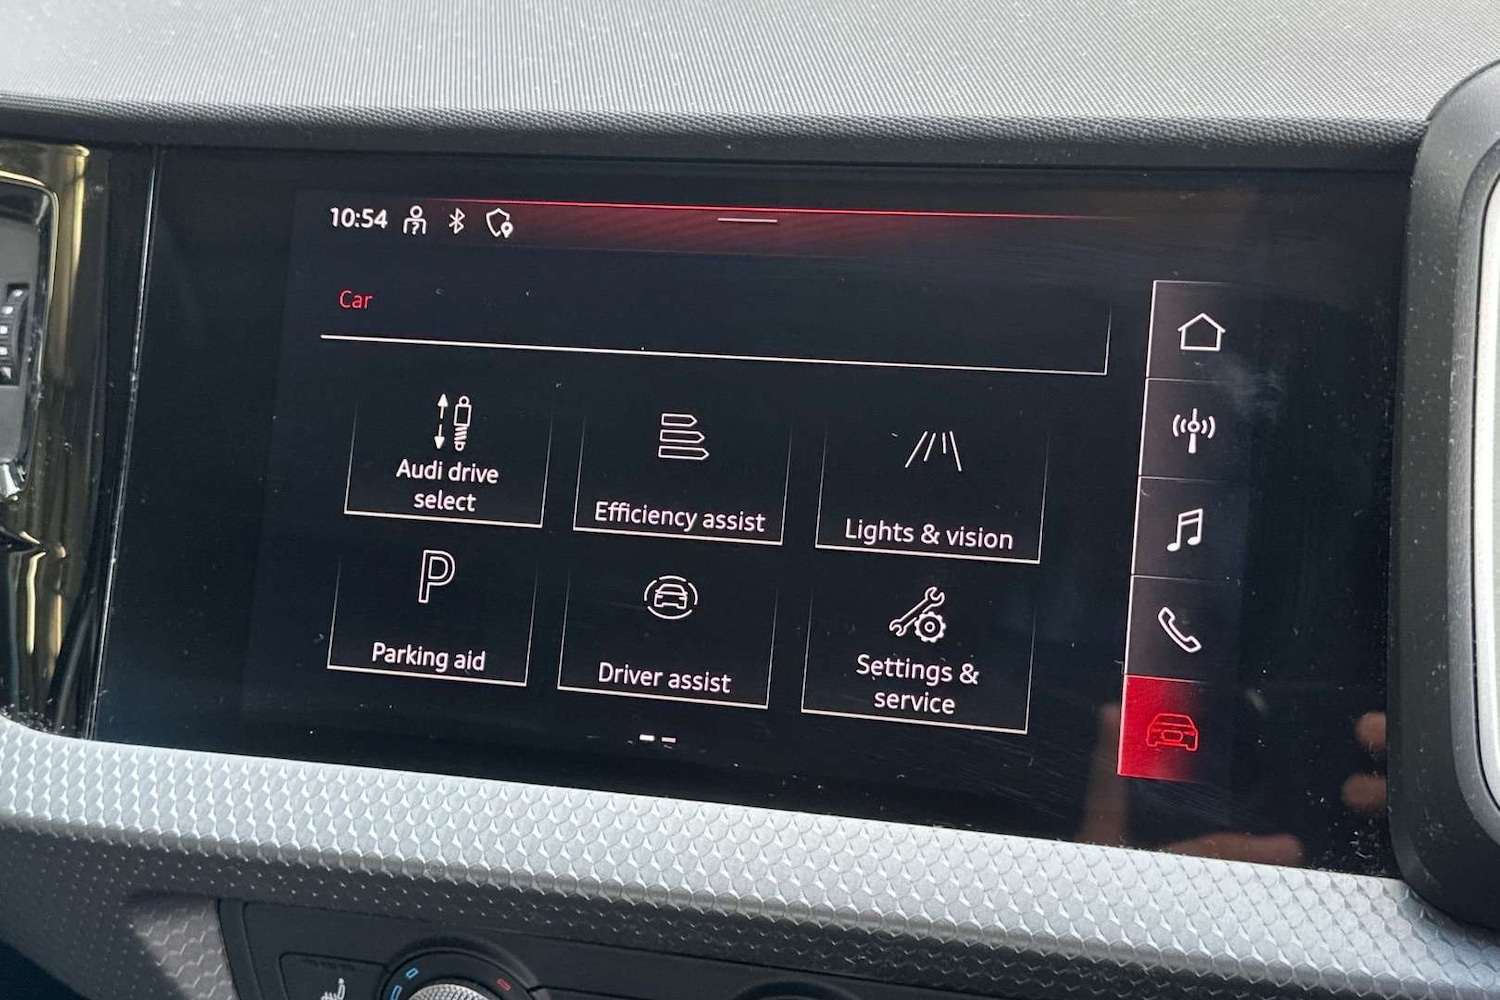 10:54
Car
Audi drive
select
Efficiency assist
Lights & vision
P
Parking aid
Driver assist
Settings &
service